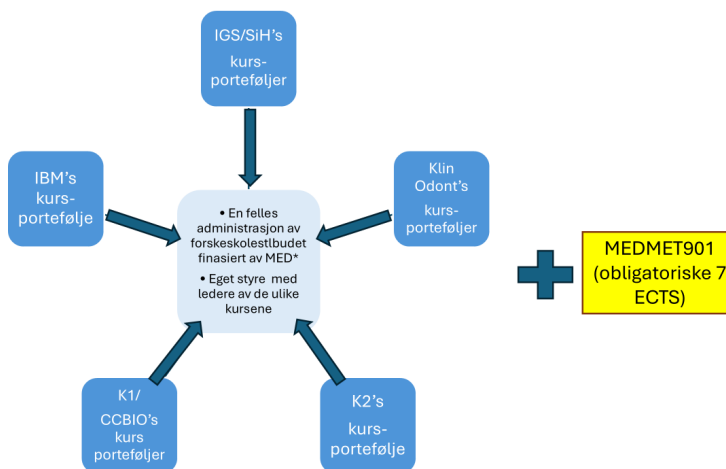 IGS/SiH's
kurs-
porteføljer
IBM's
kurs-
portefølje
Klin
Odont's
kurs-
porteføljer
• En felles
administrasjon av
forskeskolestlbudet
finasiert av MED*
• Eget styre med
ledere av de ulike
kursene
MEDMET901
(obligatoriske 7
ECTS)
K1/
CCBIO's
kurs
porteføljer
K2's
kurs-
portefølje